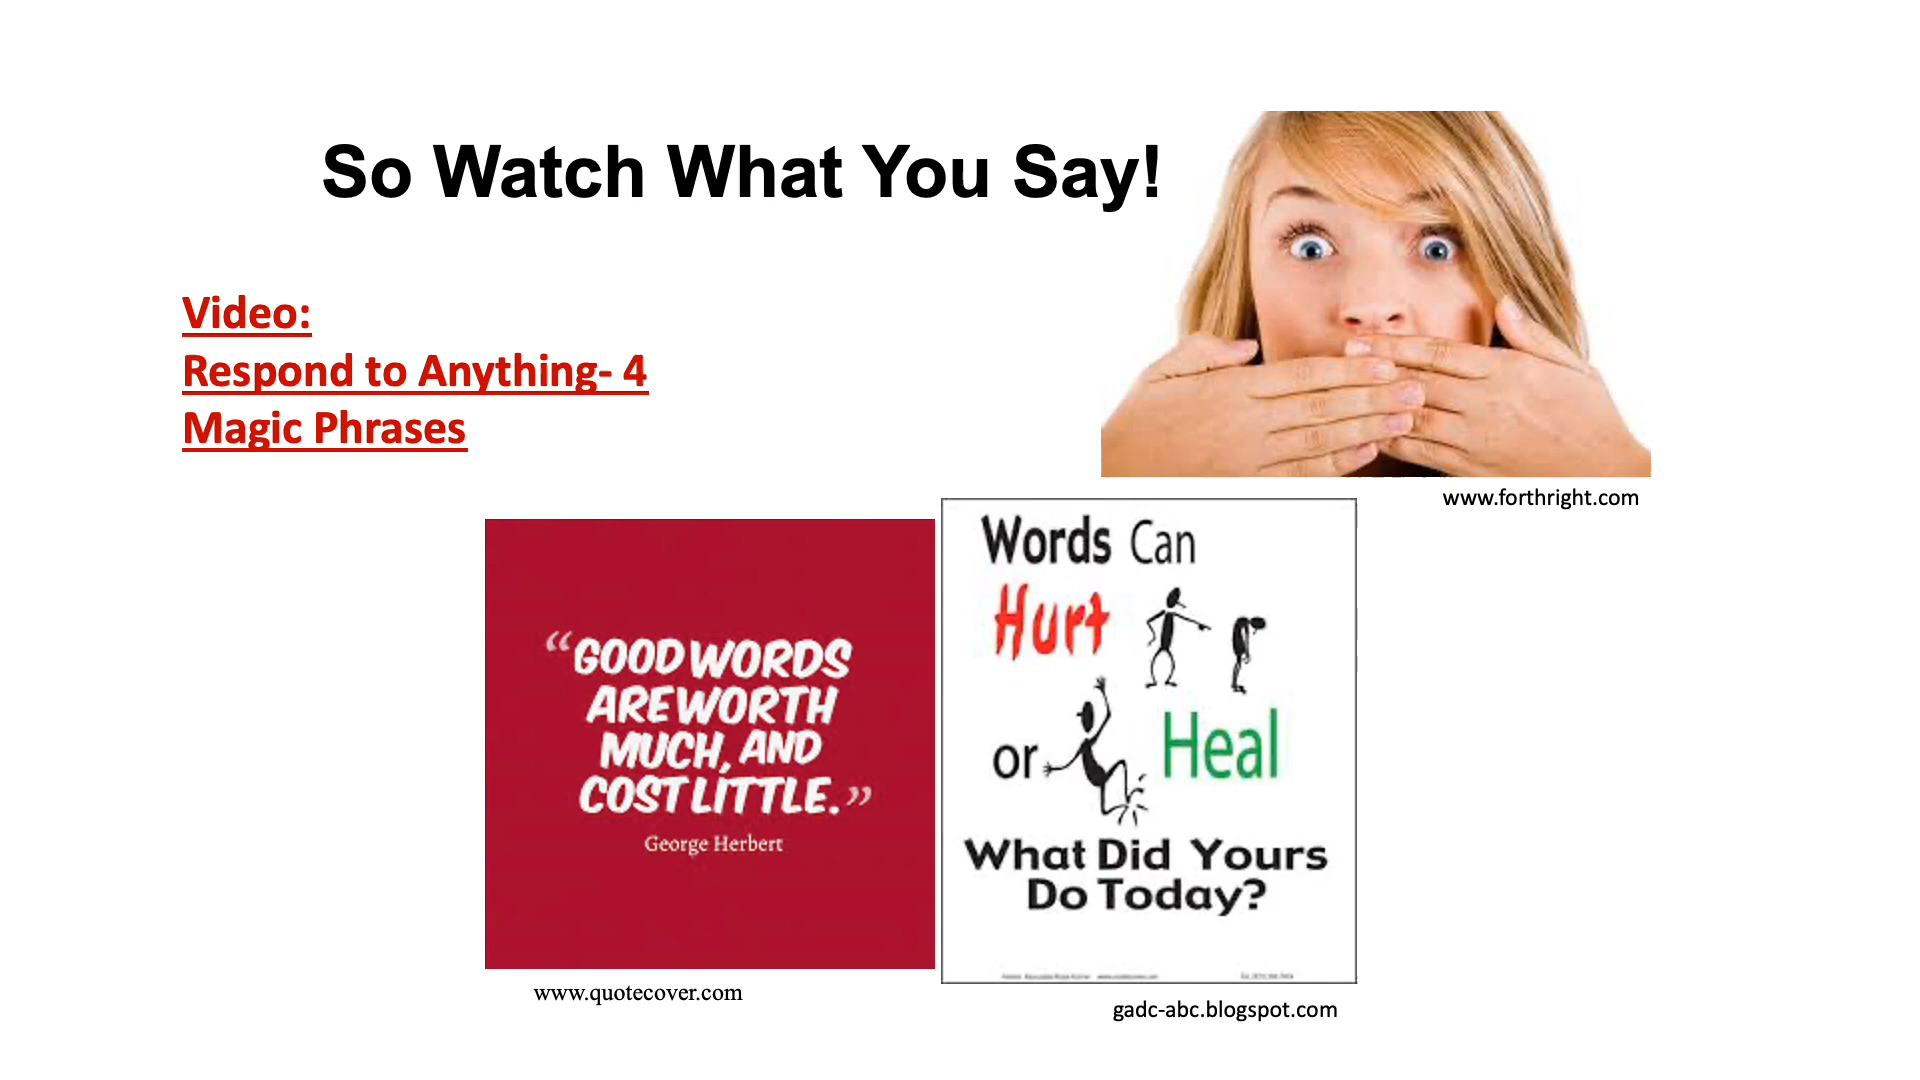 So Watch What You Say!
Video:
Respond to Anything- 4
Magic Phrases
www.forthright.com
“GOOD WORDS
ARE WORTH
MUCH, AND
COST LITTLE.”
George Herbert
www.quotecover.com
Words Can
Hurt
or Heal
What Did Yours
Do Today?
gadc-abc.blogspot.com